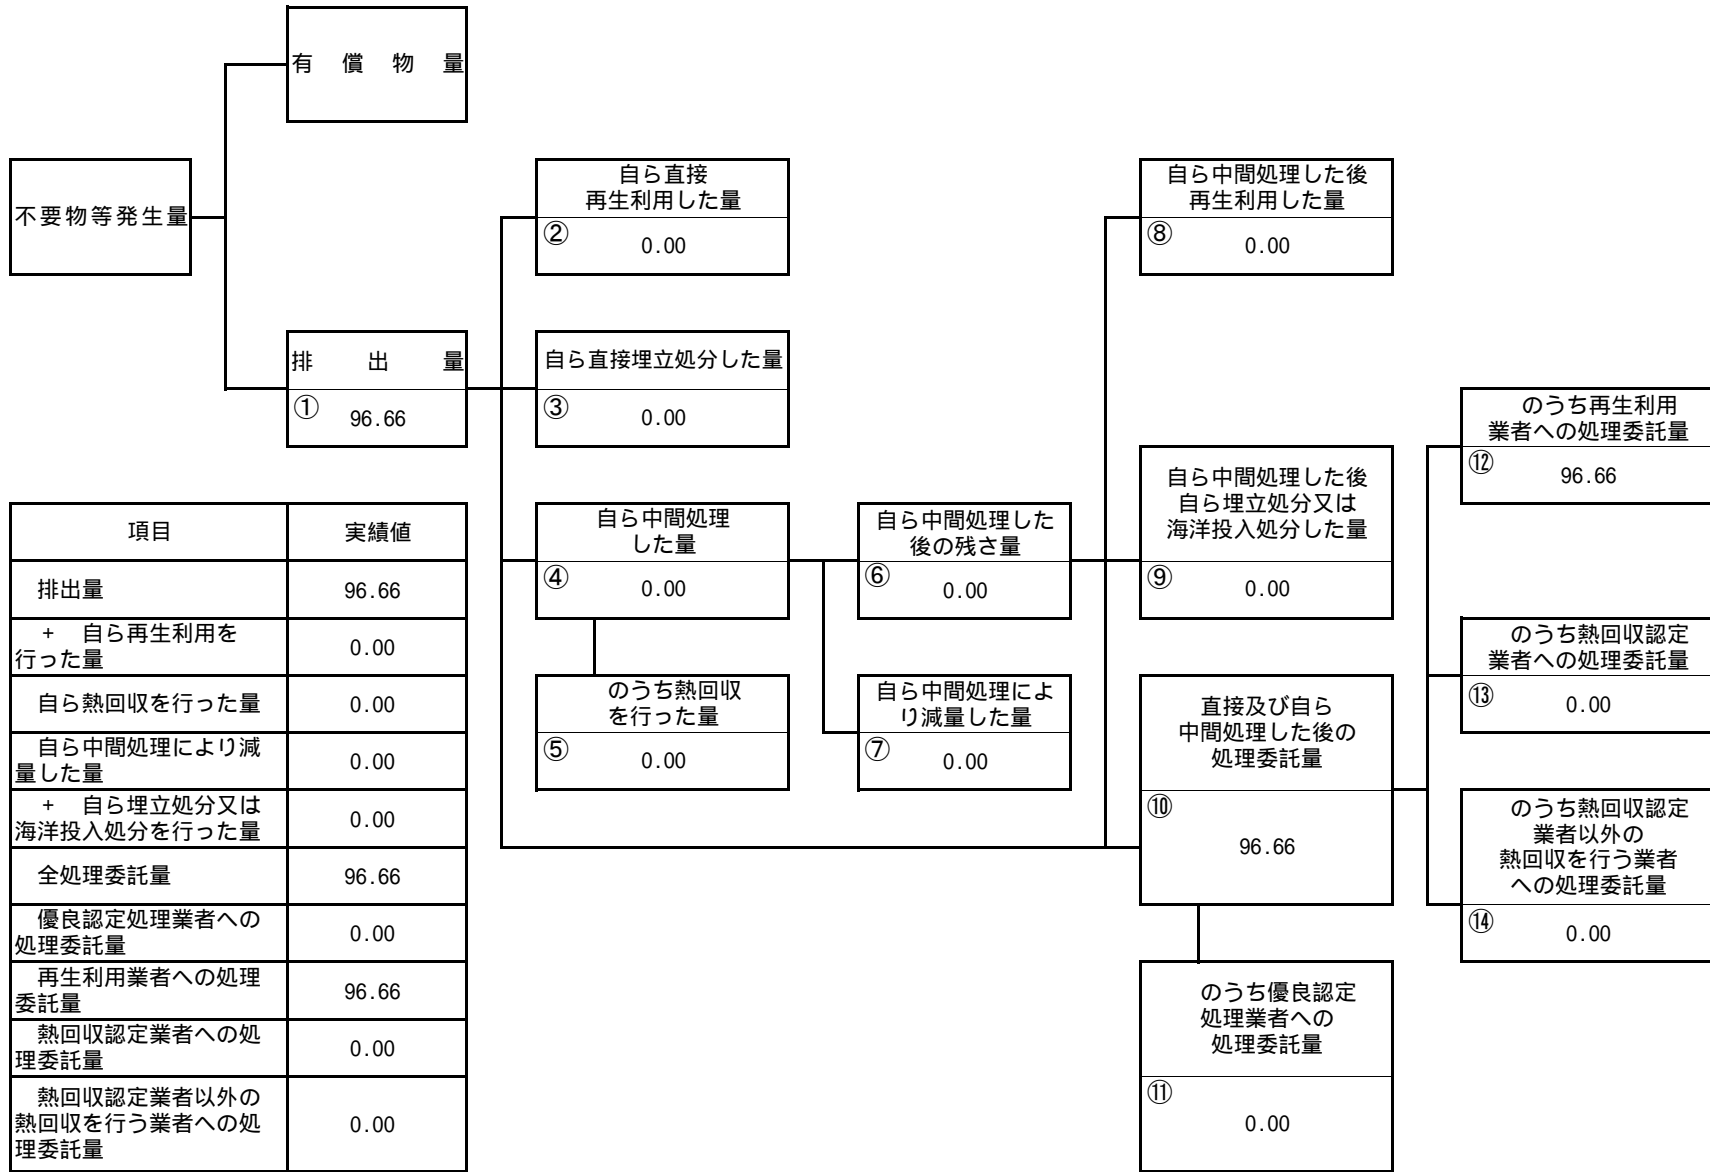 有償物量
不要物等発生量
自ら直接
再生利用した量
② 0.00
自ら中間処理した後
再生利用した量
⑧ 0.00
排出量
① 96.66
自ら直接埋立処分した量
③ 0.00
のうち再生利用
業者への処理委託量
⑫ 96.66
自ら中間処理
した量
④ 0.00
自ら中間処理した
後の残さ量
⑥ 0.00
自ら中間処理した後
自ら埋立処分又は
海洋投入処分した量
⑨ 0.00
のうち熱回収
を行った量
⑤ 0.00
自ら中間処理によ
り減量した量
⑦ 0.00
直接及び自ら
中間処理した後の
処理委託量
⑩ 96.66
のうち熱回収認定
業者への処理委託量
⑬ 0.00
のうち熱回収認定
業者以外の
熱回収を行う業者
への処理委託量
⑭ 0.00
のうち優良認定
処理業者への
処理委託量
⑪ 0.00
項目 実績値
排出量 96.66
+ 自ら再生利用を
行った量 0.00
自ら熱回収を行った量 0.00
自ら中間処理により減
量した量 0.00
+ 自ら埋立処分又は
海洋投入処分を行った量 0.00
全処理委託量 96.66
優良認定処理業者への
処理委託量 0.00
再生利用業者への処理
委託量 96.66
熱回収認定業者への処
理委託量 0.00
熱回収認定業者以外の
熱回収を行う業者への処
理委託量 0.00